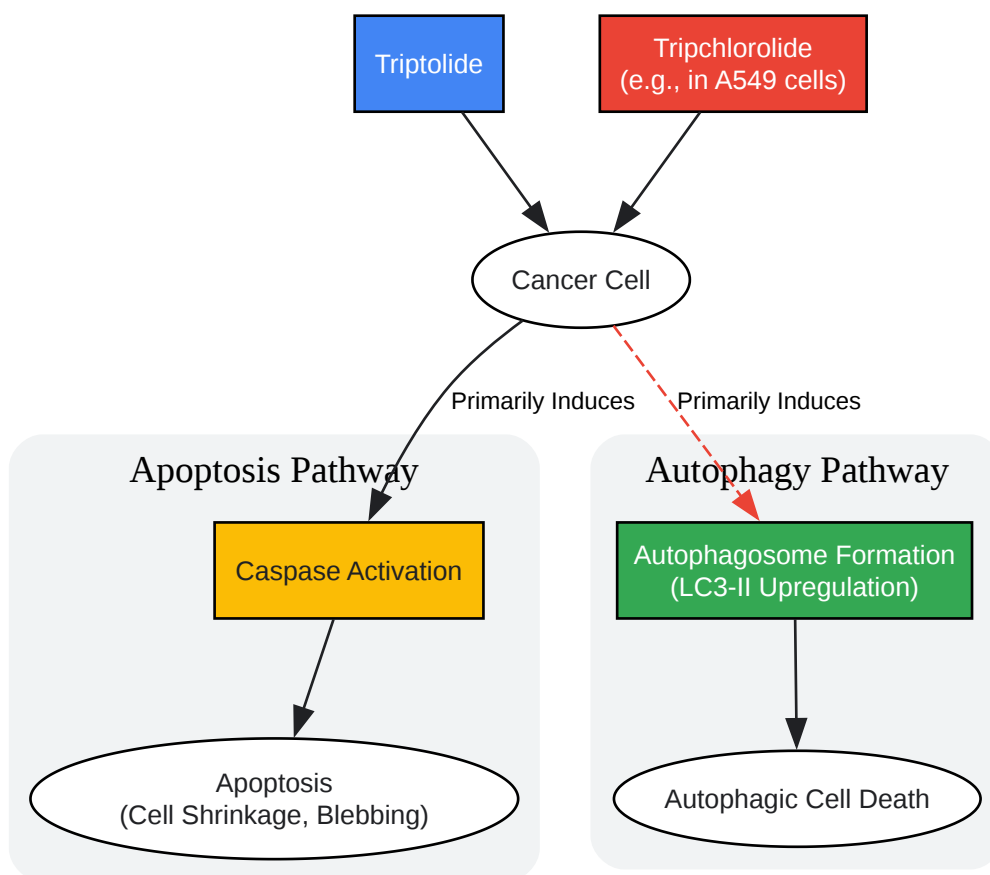 Triptolide
Tripchlorolide
(e.g., in A549 cells)
Cancer Cell
Primarily Induces
Primarily Induces
Apoptosis Pathway
Autophagy Pathway
Caspase Activation
Autophagosome Formation
(LC3-II Upregulation)
Apoptosis
(Cell Shrinkage, Blebbing)
Autophagic Cell Death